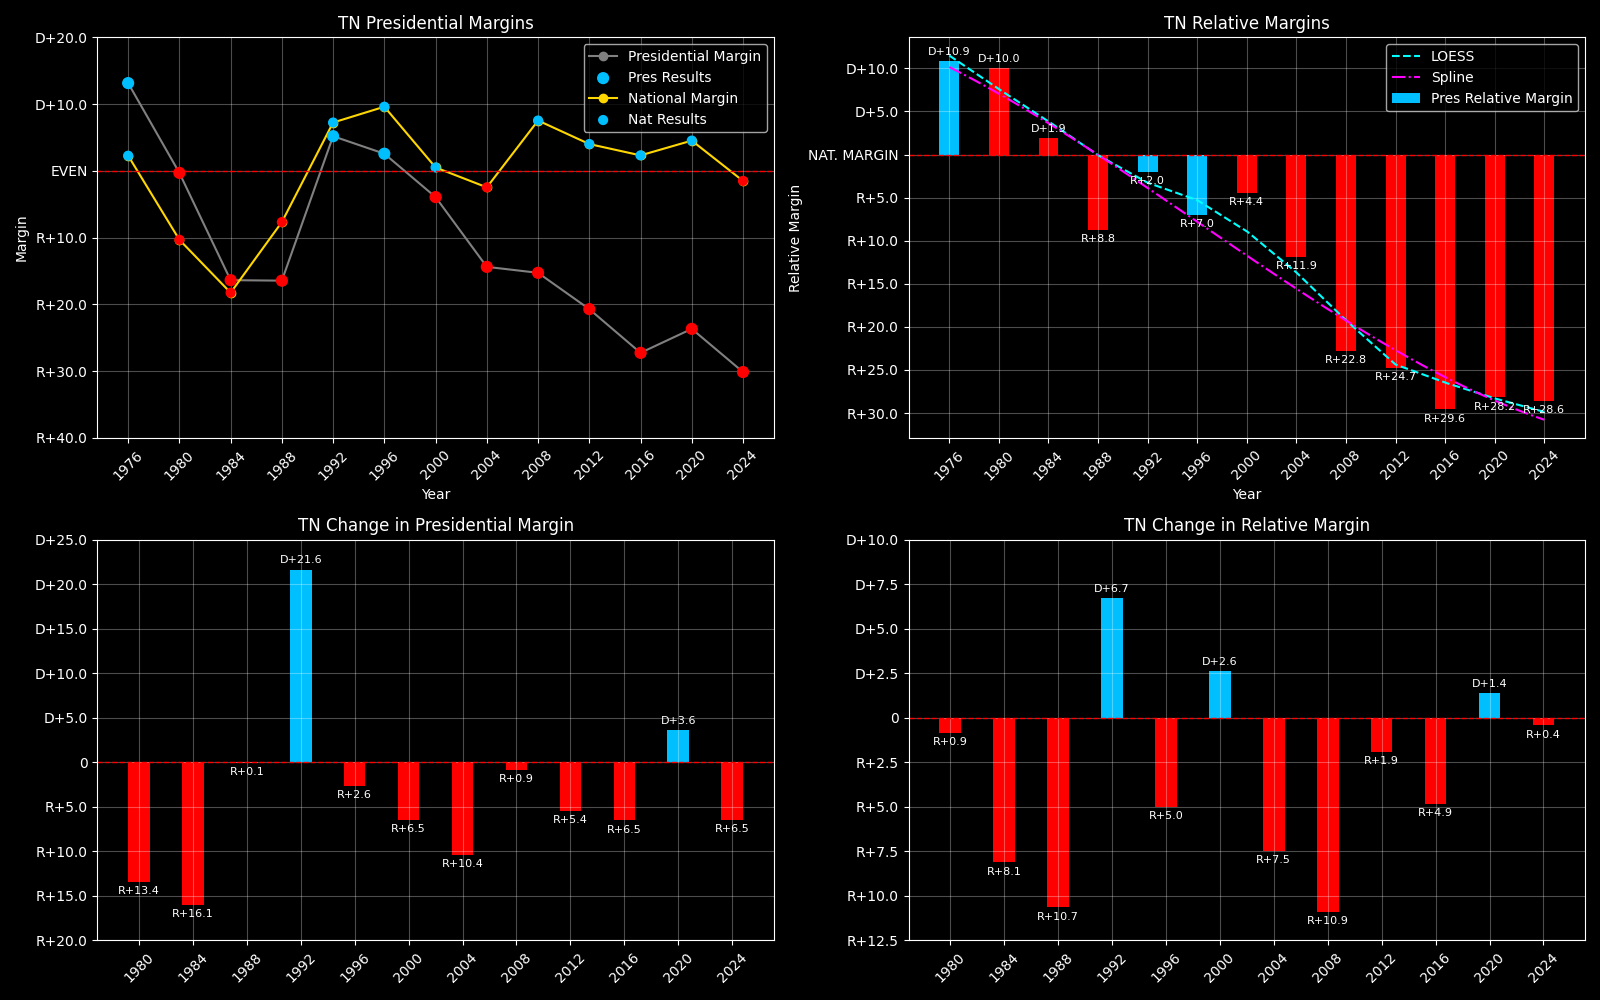 TN Presidential Margins
D+20.0
D+10.0
EVEN
R+10.0
R+20.0
R+30.0
R+40.0
Margin
Presidential Margin
Pres Results
National Margin
Nat Results
1976
1980
1984
1988
1992
1996
2000
2004
2008
2012
2016
2020
2024
Year
TN Relative Margins
D+10.0
D+5.0
NAT. MARGIN
R+5.0
R+10.0
R+15.0
R+20.0
R+25.0
R+30.0
Relative Margin
LOESS
Spline
Pres Relative Margin
D+10.9
D+10.0
D+1.9
R+8.8
R+2.0
R+7.0
R+4.4
R+11.9
R+22.8
R+24.7
R+29.6
R+28.2
R+28.6
1976
1980
1984
1988
1992
1996
2000
2004
2008
2012
2016
2020
2024
Year
TN Change in Presidential Margin
D+25.0
D+20.0
D+15.0
D+10.0
D+5.0
0
R+5.0
R+10.0
R+15.0
R+20.0
R+13.4
R+16.1
R+0.1
D+21.6
R+2.6
R+6.5
R+10.4
R+0.9
R+5.4
R+6.5
D+3.6
R+6.5
1980
1984
1988
1992
1996
2000
2004
2008
2012
2016
2020
2024
TN Change in Relative Margin
D+10.0
D+7.5
D+5.0
D+2.5
0
R+2.5
R+5.0
R+7.5
R+10.0
R+12.5
R+0.9
R+8.1
R+10.7
D+6.7
R+5.0
D+2.6
R+7.5
R+10.9
R+1.9
R+4.9
D+1.4
R+0.4
1980
1984
1988
1992
1996
2000
2004
2008
2012
2016
2020
2024